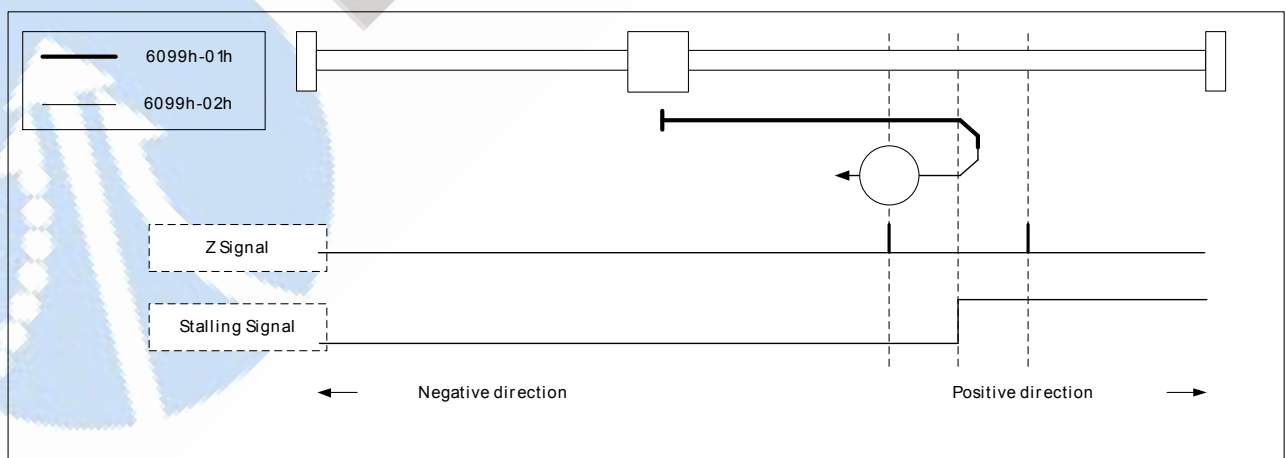 6099h-01h
6099h-02h
Z Signal
Stalling Signal
Negative direction
Positive direction